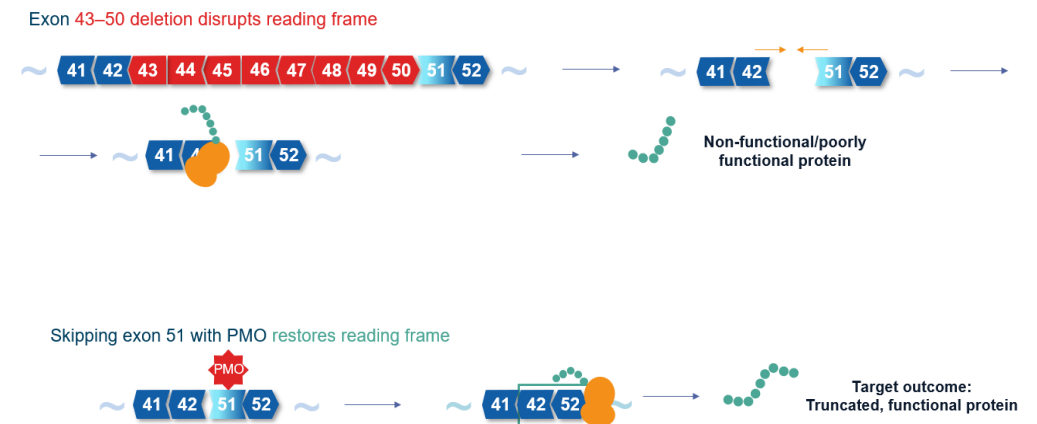 Exon 43–50 deletion disrupts reading frame
41 42 43 44 45 46 47 48 49 50 51 52
41 42 51 52
41 4 51 52
Non-functional/poorly
functional protein
Skipping exon 51 with PMO restores reading frame
PMO
41 42 51 52
41 42 52
Target outcome:
Truncated, functional protein